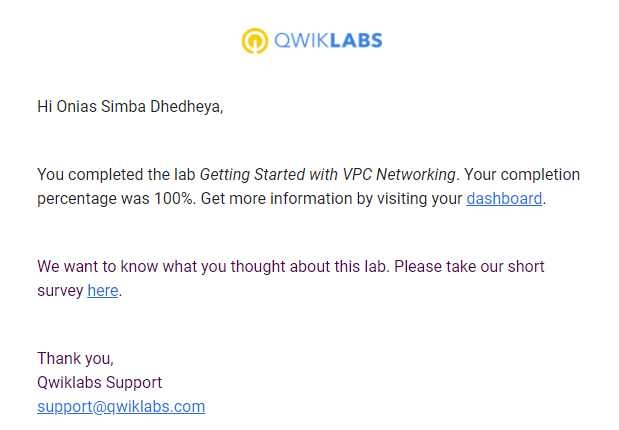 QWIKLABS
Hi Onias Simba Dhedheya,
You completed the lab Getting Started with VPC Networking. Your completion
percentage was 100%. Get more information by visiting your dashboard.
We want to know what you thought about this lab. Please take our short
survey here.
Thank you,
Qwiklabs Support
support@qwiklabs.com